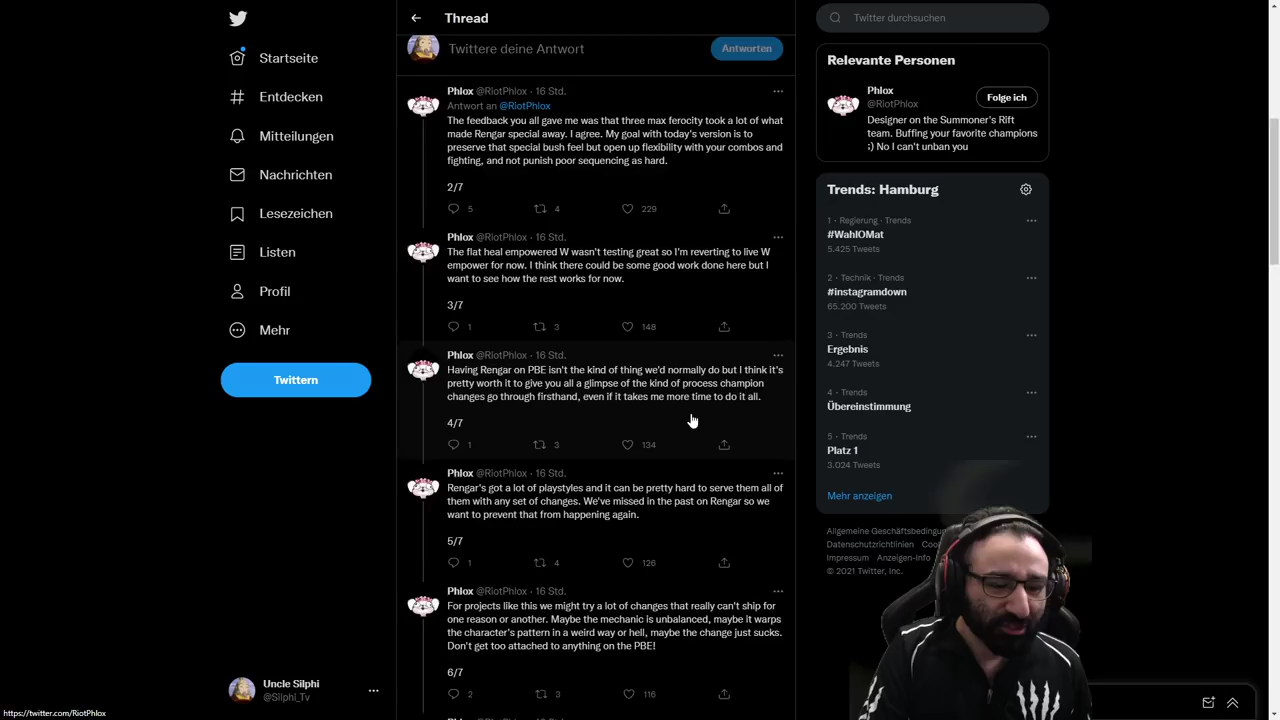 Thread
Twitter durchsuchen
Startseite
Entdecken
Mitteilungen
Nachrichten
Lesezeichen
Listen
Profil
Mehr
Twittern
Uncle Silphi
@Silphi_Tv
https://twitter.com/RiotPhlox
Twittere deine Antwort
Antworten
Phlox @RiotPhlox · 16 Std.
Antwort an @RiotPhlox
The feedback you all gave me was that three max ferocity took a lot of what
made Rengar special away. I agree. My goal with today's version is to
preserve that special bush feel but open up flexibility with your combos and
fighting, and not punish poor sequencing as hard.
2/7
5 4 229
Phlox @RiotPhlox · 16 Std.
The flat heal empowered W wasn't testing great so I'm reverting to live W
empower for now. I think there could be some good work done here but I
want to see how the rest works for now.
3/7
1 3 148
Phlox @RiotPhlox · 16 Std.
Having Rengar on PBE isn't the kind of thing we'd normally do but I think it's
pretty worth it to give you all a glimpse of the kind of process champion
changes go through firsthand, even if it takes me more time to do it all.
4/7
1 3 134
Phlox @RiotPhlox · 16 Std.
Rengar's got a lot of playstyles and it can be pretty hard to serve them all of
them with any set of changes. We've missed in the past on Rengar so we
want to prevent that from happening again.
5/7
1 4 126
Phlox @RiotPhlox · 16 Std.
For projects like this we might try a lot of changes that really can't ship for
one reason or another. Maybe the mechanic is unbalanced, maybe it warps
the character's pattern in a weird way or hell, maybe the change just sucks.
Don't get too attached to anything on the PBE!
6/7
2 3 116
Relevante Personen
Phlox
@RiotPhlox
Folge ich
Designer on the Summoner's Rift
team. Buffing your favorite champions
;) No I can't unban you
Trends: Hamburg
1 · Regierung · Trends
#WahlOMat
5.425 Tweets
2 · Technik · Trends
#instagramdown
65.200 Tweets
3 · Trends
Ergebnis
4.247 Tweets
4 · Trends
Übereinstimmung
5 · Trends
Platz 1
3.024 Tweets
Mehr anzeigen
Allgemeine Geschäftsbedingu
Datenschutzrichtlinien
Impressum Anzeigen-Info
© 2021 Twitter, Inc.